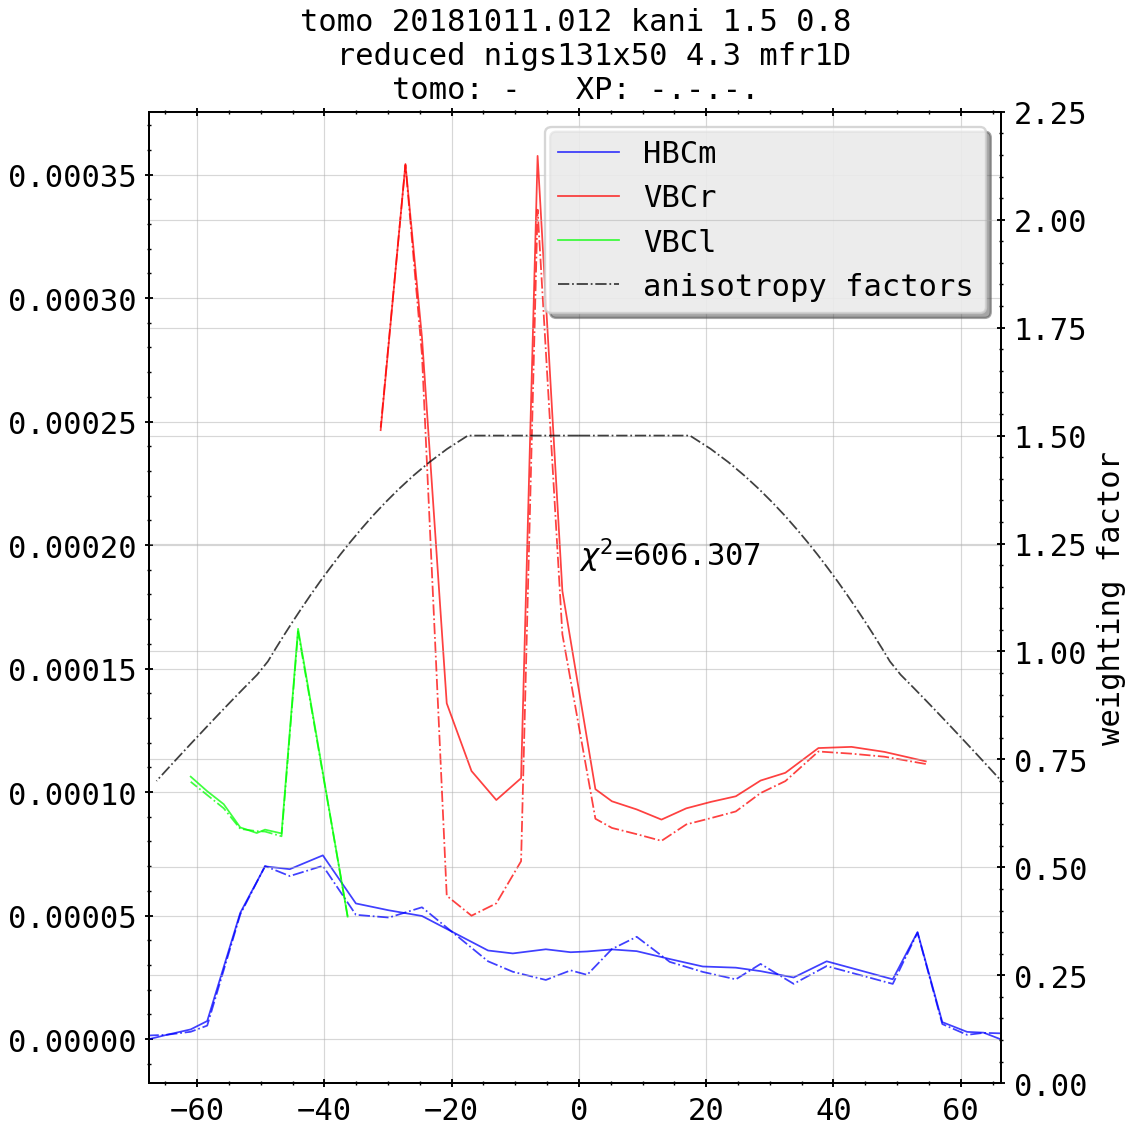 tomo 20181011.012 kani 1.5 0.8
reduced nigs131x50 4.3 mfr1D
tomo: - XP: -.-.-.
HBCm
VBCr
VBCl
anisotropy factors
χ²=606.307
0.00035
0.00030
0.00025
0.00020
0.00015
0.00010
0.00005
0.00000
2.25
2.00
1.75
1.50
1.25
1.00
0.75
0.50
0.25
0.00
weighting factor
−60 −40 −20 0 20 40 60